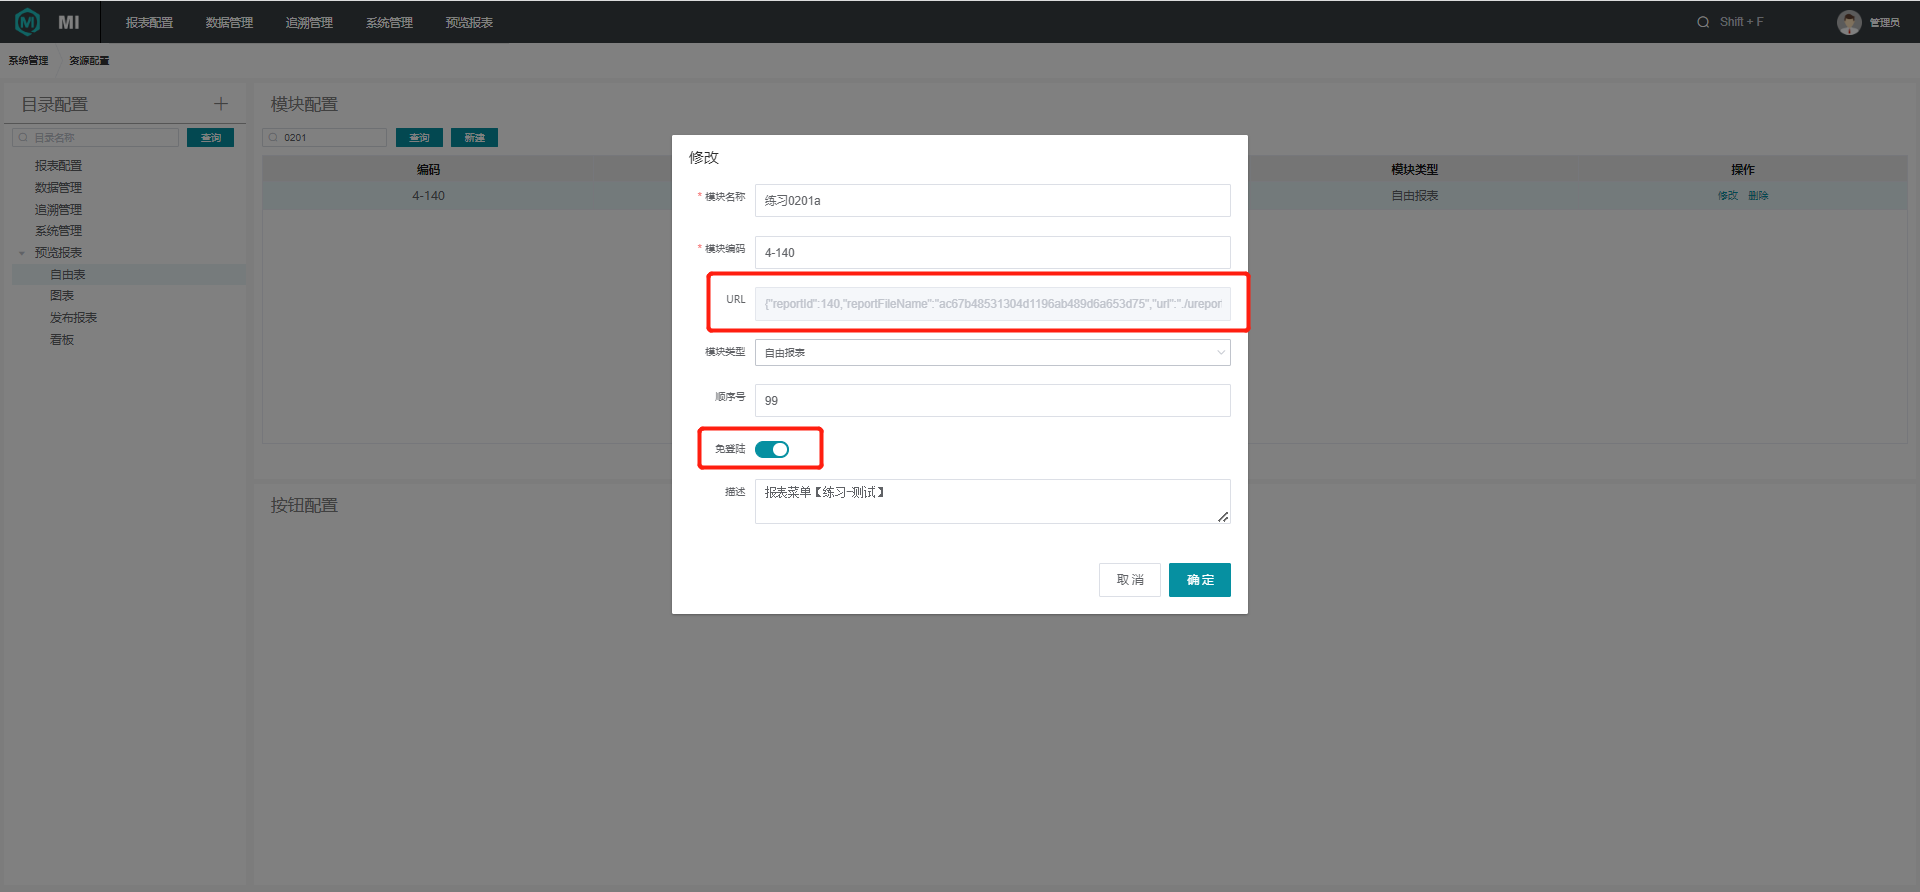 MI 报表配置 数据管理 追溯管理 系统管理 预览报表 Shift + F 管理员
系统管理 资源配置
目录配置
目录名称 查询
报表配置
数据管理
追溯管理
系统管理
预览报表
自由表
图表
发布报表
看板
模块配置
0201 查询 新建
编码 模块类型 操作
4-140 自由报表 修改 删除
按钮配置
修改
* 模块名称 练习0201a
* 模块编码 4-140
URL {"reportId":140,"reportFileName":"ac67b48531304d1196ab489d6a653d75","url":"./urepor
模块类型 自由报表
顺序号 99
免登陆
描述 报表菜单【练习-测试】
取消 确定